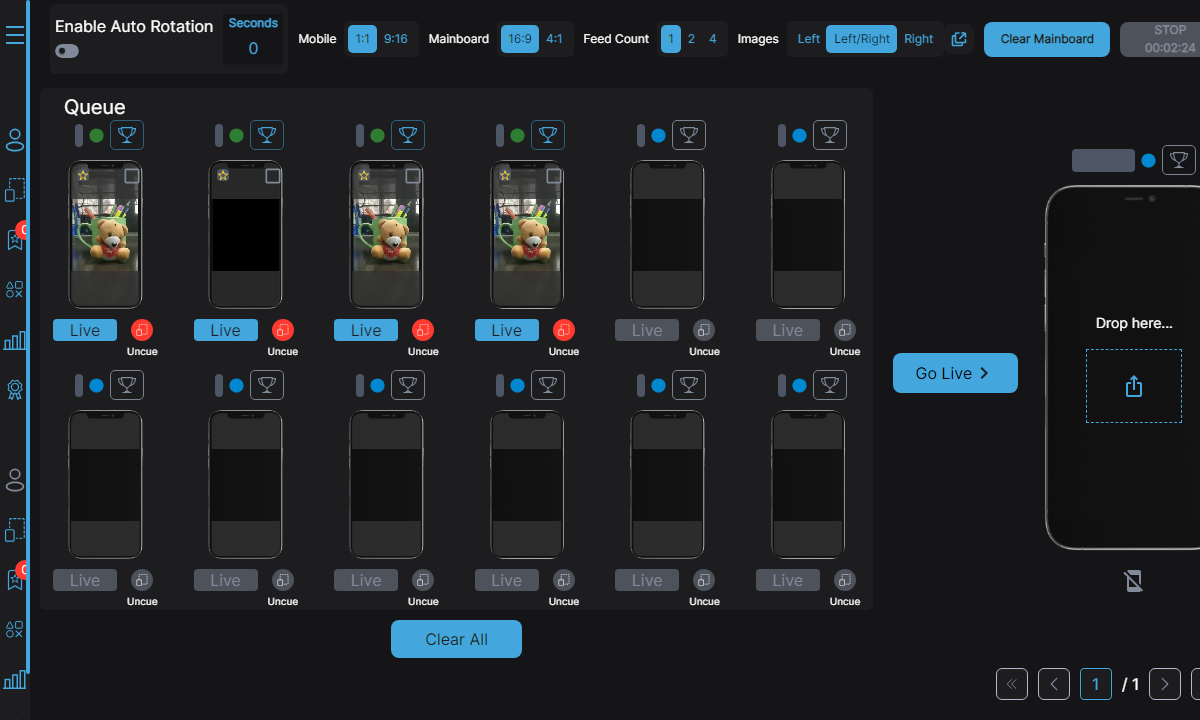 Enable Auto Rotation
Seconds
0
Mobile
1:1
9:16
Mainboard
16:9
4:1
Feed Count
1
2
4
Images
Left
Left/Right
Right
Clear Mainboard
STOP
00:02:24
Queue
Live
Live
Live
Live
Live
Live
Uncue
Uncue
Uncue
Uncue
Uncue
Uncue
Drop here...
Go Live
Live
Live
Live
Live
Live
Live
Uncue
Uncue
Uncue
Uncue
Uncue
Uncue
Clear All
1
/ 1